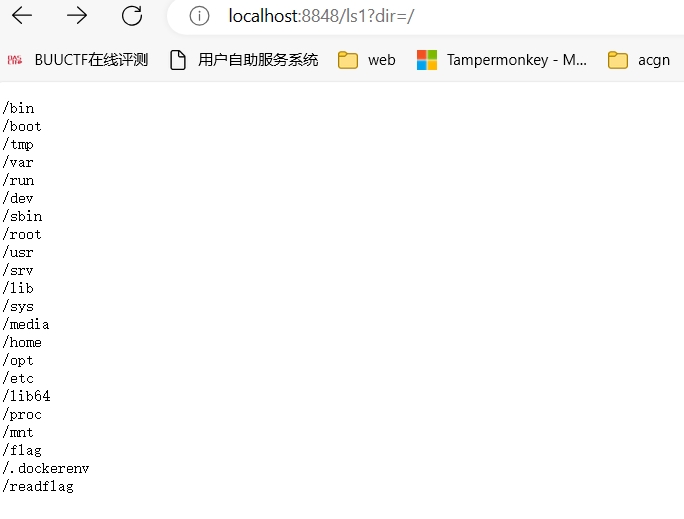 localhost:8848/ls1?dir=/
BUUCTF在线评测 用户自助服务系统 web Tampermonkey - M... acgn
/bin
/boot
/tmp
/var
/run
/dev
/sbin
/root
/usr
/srv
/lib
/sys
/media
/home
/opt
/etc
/lib64
/proc
/mnt
/flag
/.dockerenv
/readflag